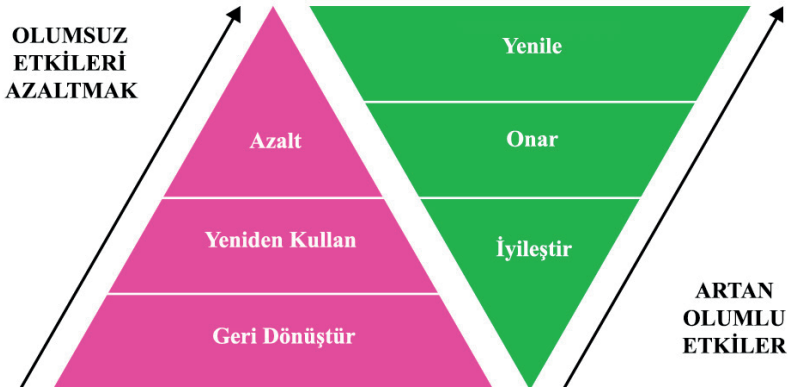 OLUMSUZ
ETKİLERİ
AZALTMAK
Azalt
Yeniden Kullan
Geri Dönüştür
Yenile
Onar
İyileştir
ARTAN
OLUMLU
ETKİLER